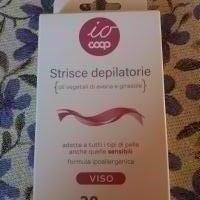 io
coop
Strisce depilatorie
{oli vegetali di avena e girasole}
adatte a tutti i tipi di pelle
anche quelle sensibili
formula ipoallergenica
VISO
20